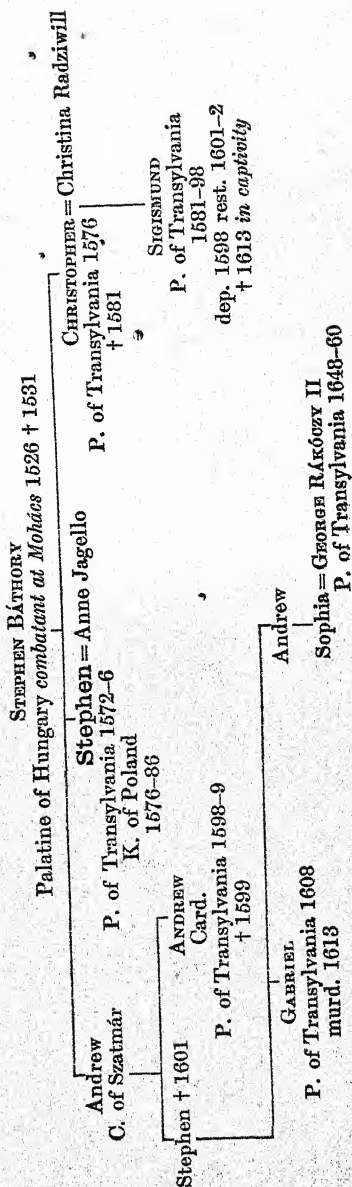 STEPHEN BÁTHORY
Palatine of Hungary combatant at Mohács 1526 † 1531
Andrew
C. of Szatmár
Stephen = Anne Jagello
P. of Transylvania 1572–6
K. of Poland
1576–86
CHRISTOPHER = Christina Radziwill
P. of Transylvania 1576
† 1581
Stephen † 1601
ANDREW
Card.
P. of Transylvania 1598–9
† 1599
SIGISMUND
P. of Transylvania
1581–98
dep. 1598 rest. 1601–2
† 1613 in captivity
GABRIEL
P. of Transylvania 1608
murd. 1613
Andrew
Sophia = GEORGE RÁKÓCZY II
P. of Transylvania 1648–60